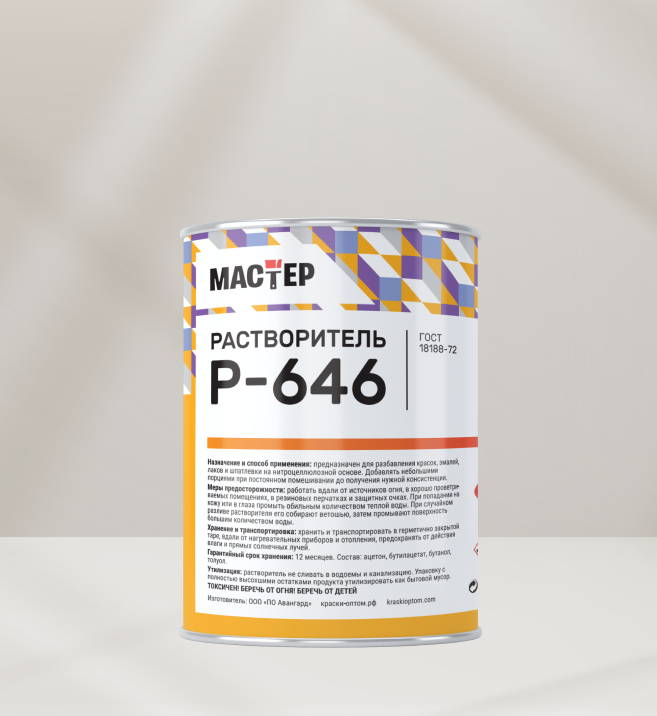 МАСТЕР
РАСТВОРИТЕЛЬ
Р-646
ГОСТ
18188-72
Назначение и способ применения: предназначен для разбавления красок, эмалей,
лаков и шпатлевки на нитроцеллюлозной основе. Добавлять небольшими
порциями при постоянном помешивании до получения нужной консистенции.
Меры предосторожности: работать вдали от источников огня, в хорошо проветри-
ваемых помещениях, в резиновых перчатках и защитных очках. При попадании на
кожу или в глаза промыть обильным количеством теплой воды. При случайном
разливе растворителя его собирают ветошью, затем промывают поверхность
большим количеством воды.
Хранение и транспортировка: хранить и транспортировать в герметично закрытой
таре, вдали от нагревательных приборов и отопления, предохранять от действия
влаги и прямых солнечных лучей.
Гарантийный срок хранения: 12 месяцев. Состав: ацетон, бутилацетат, бутанол,
толуол.
Утилизация: растворитель не сливать в водоемы и канализацию. Упаковку с
полностью высохшими остатками продукта утилизировать как бытовой мусор.
ТОКСИЧЕН! БЕРЕЧЬ ОТ ОГНЯ! БЕРЕЧЬ ОТ ДЕТЕЙ
Изготовитель: ООО «ПО Авангард» краски-оптом.рф kraskioptom.com